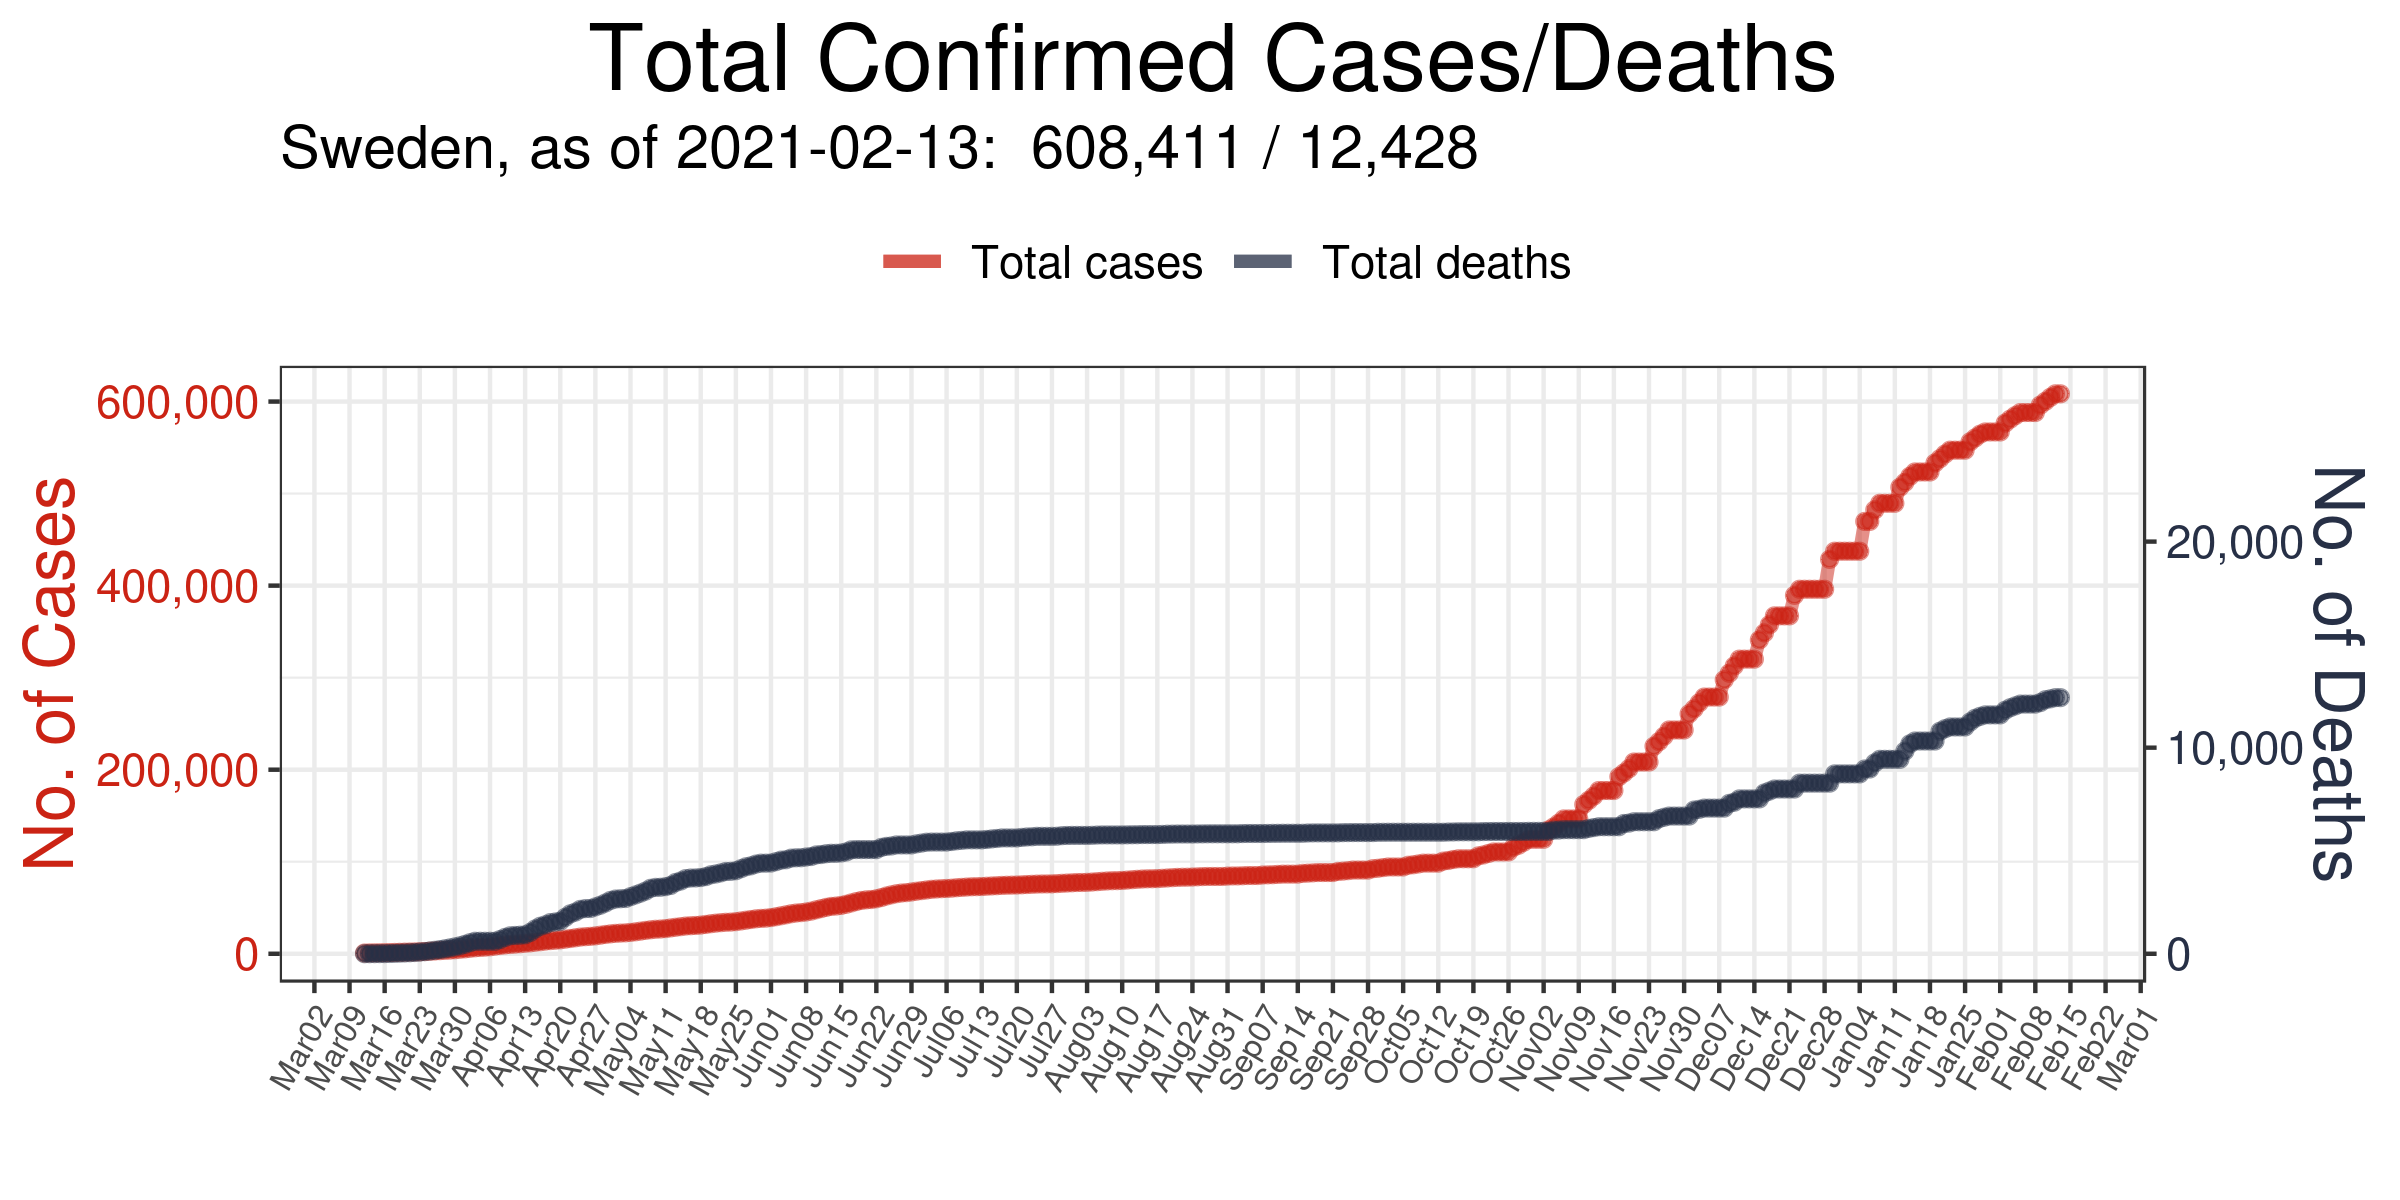 Total Confirmed Cases/Deaths
Sweden, as of 2021-02-13:  608,411 / 12,428
Total cases
Total deaths
No. of Cases
600,000
400,000
200,000
0
20,000
10,000
0
No. of Deaths
Mar02
Mar09
Mar16
Mar23
Mar30
Apr06
Apr13
Apr20
Apr27
May04
May11
May18
May25
Jun01
Jun08
Jun15
Jun22
Jun29
Jul06
Jul13
Jul20
Jul27
Aug03
Aug10
Aug17
Aug24
Aug31
Sep07
Sep14
Sep21
Sep28
Oct05
Oct12
Oct19
Oct26
Nov02
Nov09
Nov16
Nov23
Nov30
Dec07
Dec14
Dec21
Dec28
Jan04
Jan11
Jan18
Jan25
Feb01
Feb08
Feb15
Feb22
Mar01